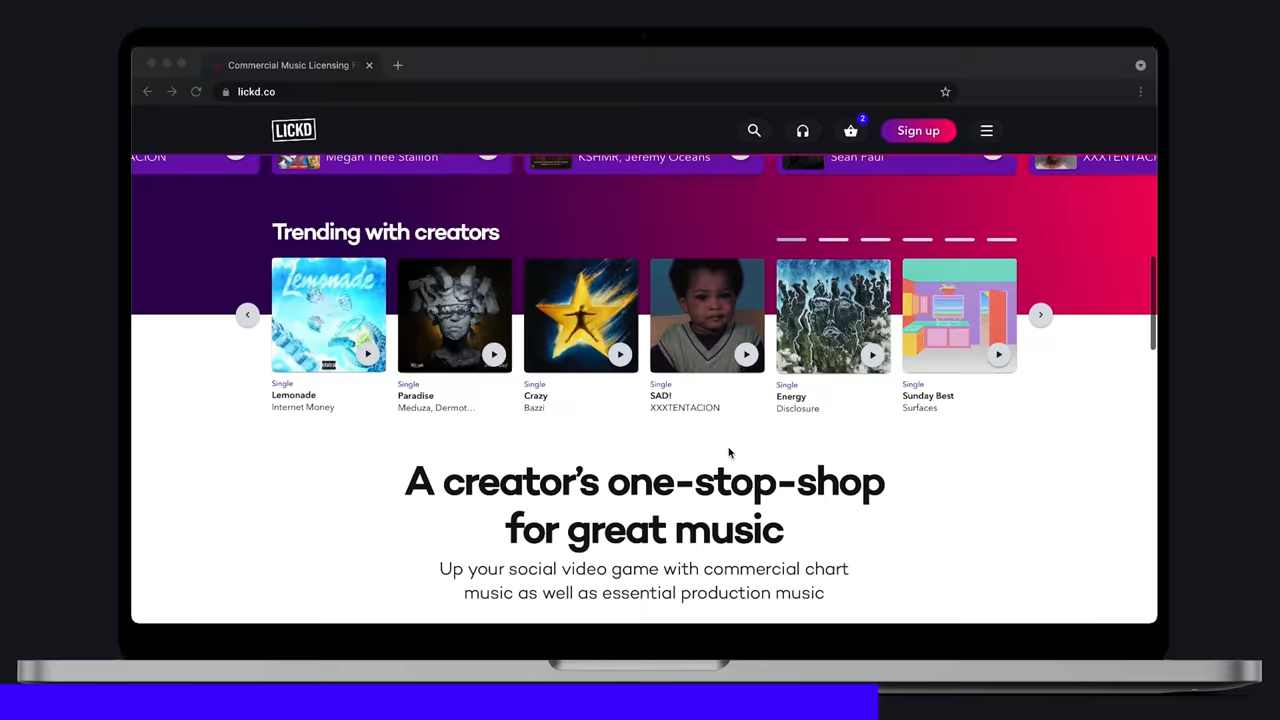 Commercial Music Licensing F
lickd.co
LICKD
2
Sign up
Megan Thee Stallion
KSHMR, Jeremy Oceans
Sean Paul
XXXTENTACI
Trending with creators
Lemonade
Single
Lemonade
Internet Money
Single
Paradise
Meduza, Dermot...
Single
Crazy
Bazzi
Single
SAD!
XXXTENTACION
Single
Energy
Disclosure
Single
Sunday Best
Surfaces
A creator's one-stop-shop
for great music
Up your social video game with commercial chart
music as well as essential production music